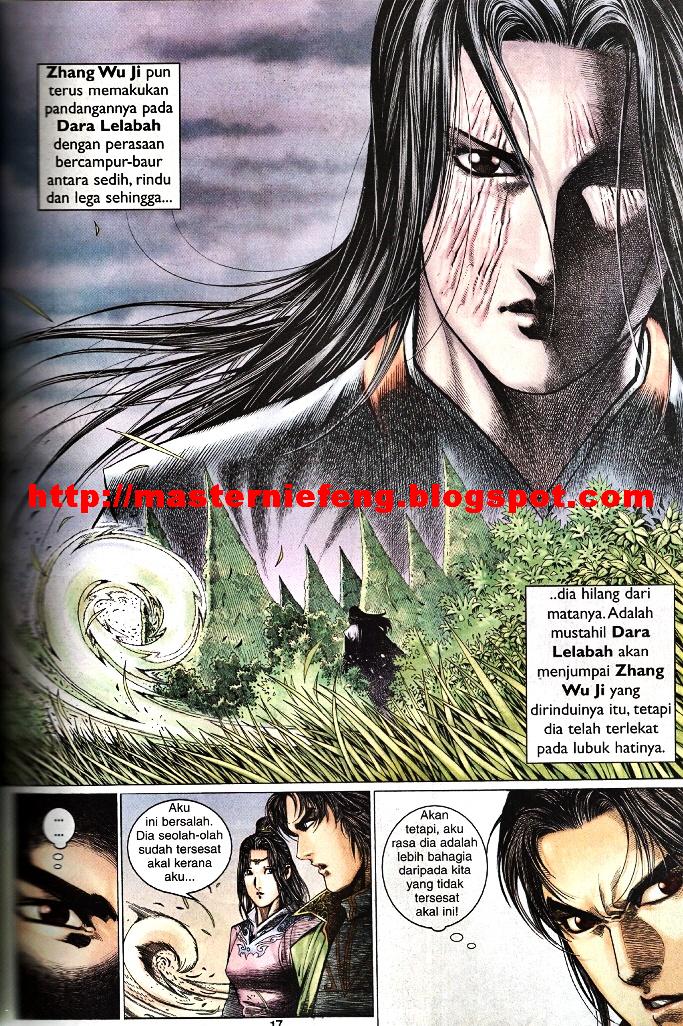 Zhang Wu Ji pun
terus memakukan
pandangannya pada
Dara Lelabah
dengan perasaan
bercampur-baur
antara sedih, rindu
dan lega sehingga...
http://masterniefeng.blogspot.com
..dia hilang dari
matanya. Adalah
mustahil Dara
Lelabah akan
menjumpai Zhang
Wu Ji yang
dirinduinya itu, tetapi
dia telah terlekat
pada lubuk hatinya.
...
...
Aku
ini bersalah.
Dia seolah-olah
sudah tersesat
akal kerana
aku...
Akan
tetapi, aku
rasa dia adalah
lebih bahagia
daripada kita
yang tidak
tersesat
akal ini!
17